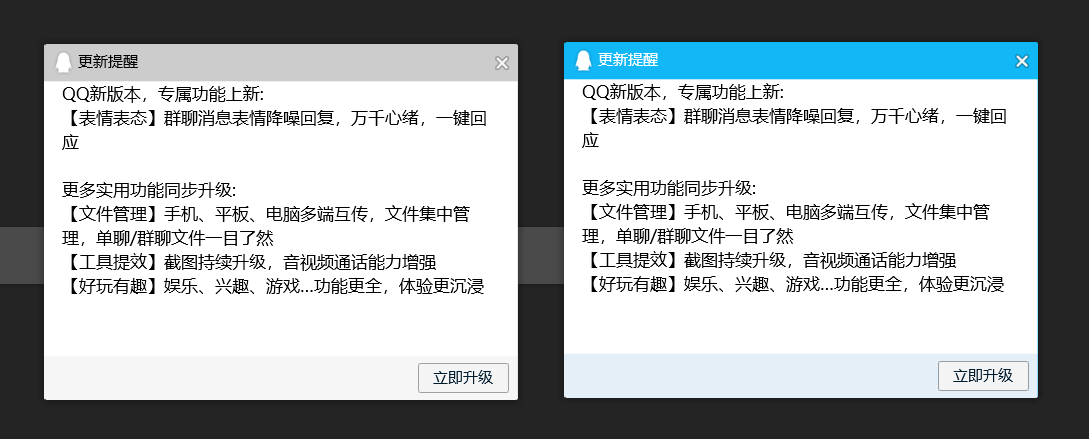 更新提醒
QQ新版本，专属功能上新:
【表情表态】群聊消息表情降噪回复，万千心绪，一键回
应
更多实用功能同步升级:
【文件管理】手机、平板、电脑多端互传，文件集中管
理，单聊/群聊文件一目了然
【工具提效】截图持续升级，音视频通话能力增强
【好玩有趣】娱乐、兴趣、游戏...功能更全，体验更沉浸
立即升级
更新提醒
QQ新版本，专属功能上新:
【表情表态】群聊消息表情降噪回复，万千心绪，一键回
应
更多实用功能同步升级:
【文件管理】手机、平板、电脑多端互传，文件集中管
理，单聊/群聊文件一目了然
【工具提效】截图持续升级，音视频通话能力增强
【好玩有趣】娱乐、兴趣、游戏...功能更全，体验更沉浸
立即升级